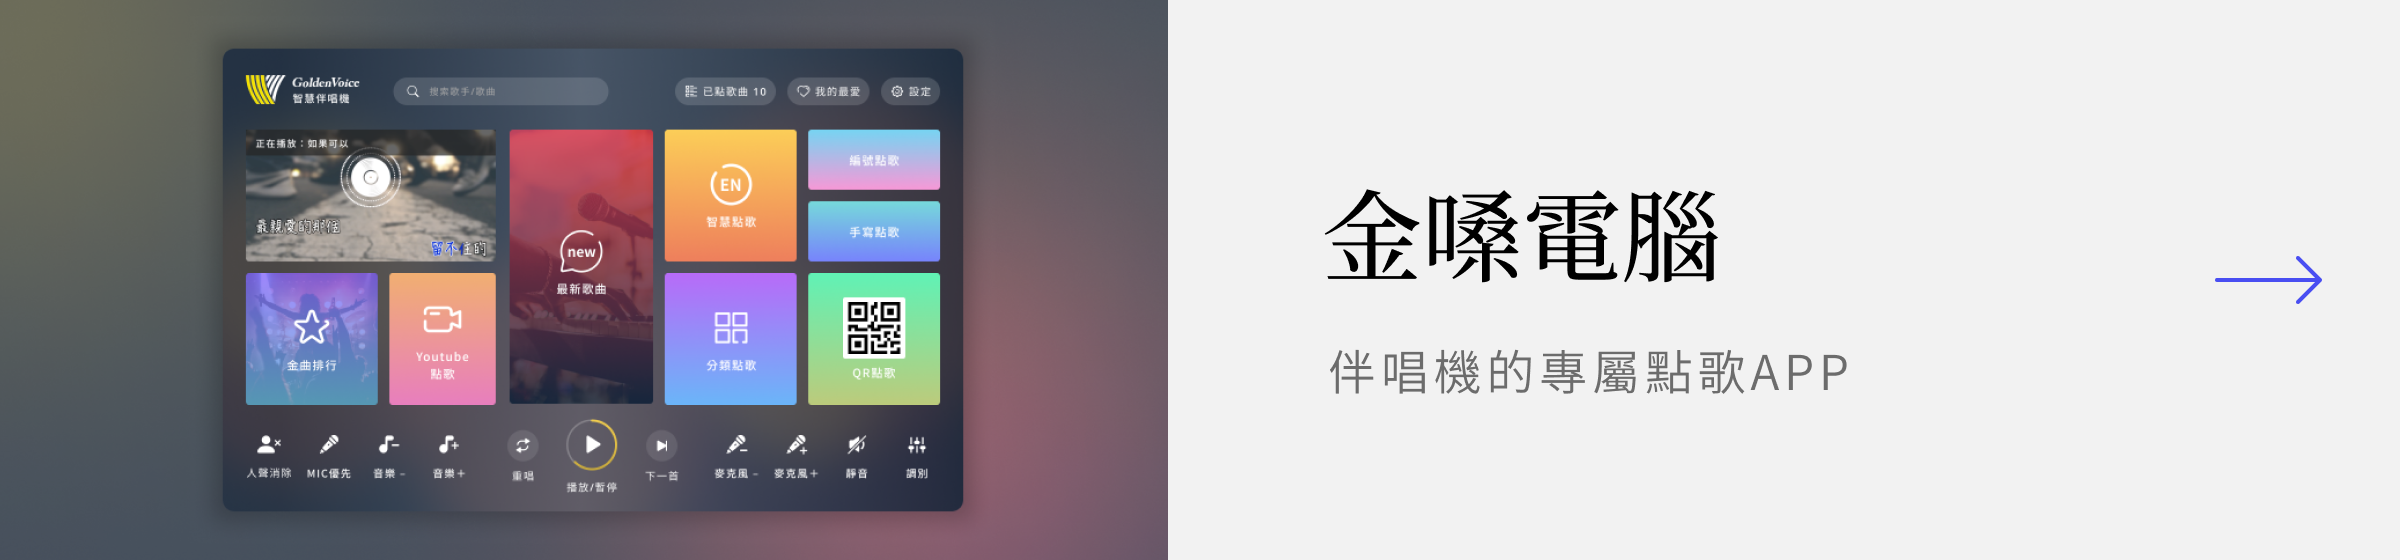 GoldenVoice
智慧伴唱機
搜索歌手/歌曲
已點歌曲 10
我的最愛
設定
正在播放：如果可以
最親愛的那個
留不住的
new
最新歌曲
EN
智慧點歌
編號點歌
手寫點歌
金曲排行
Youtube
點歌
分類點歌
QR點歌
人聲消除
MIC優先
音樂 –
音樂＋
重唱
播放/暫停
下一首
麥克風 –
麥克風＋
靜音
調別
金嗓電腦
伴唱機的專屬點歌APP